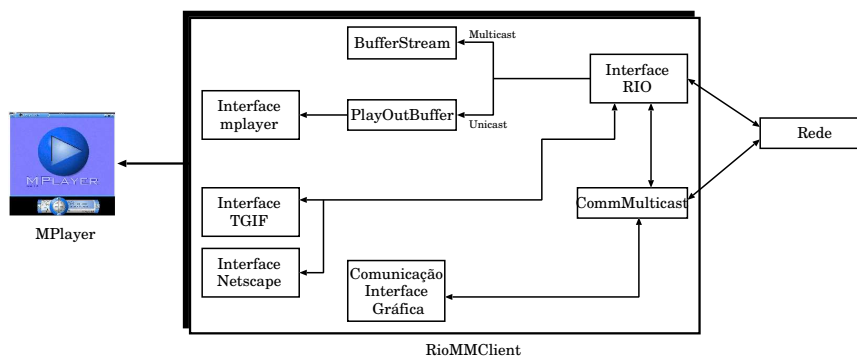 BufferStream
Multicast
Interface
RIO
Interface
mplayer
PlayOutBuffer
Unicast
Rede
MPLAYER
MPlayer
Interface
TGIF
CommMulticast
Interface
Netscape
Comunicação
Interface
Gráfica
RioMMClient